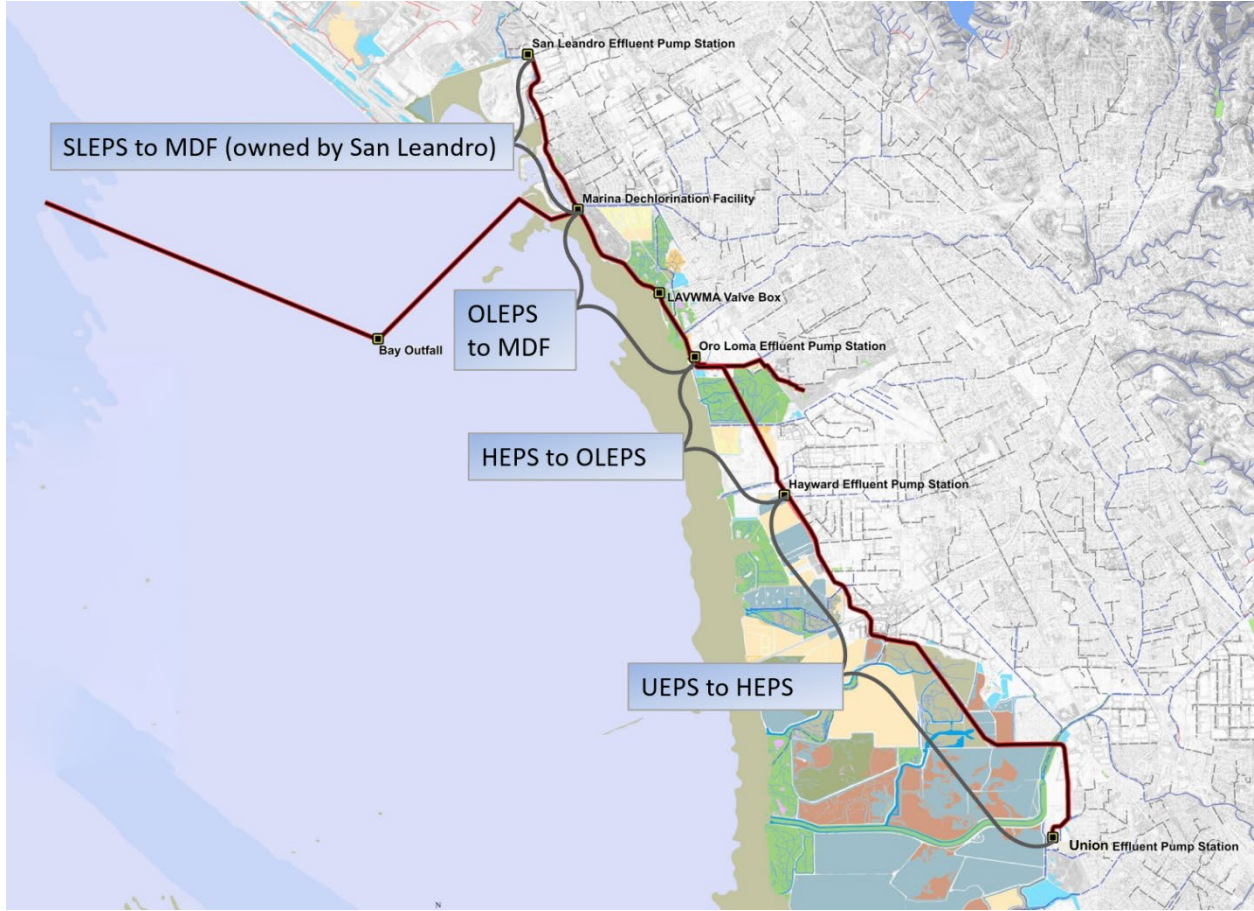 San Leandro Effluent Pump Station
SLEPS to MDF (owned by San Leandro)
Marina Dechlorination Facility
OLEPS
to MDF
LAVWMA Valve Box
Bay Outfall
Oro Loma Effluent Pump Station
HEPS to OLEPS
Hayward Effluent Pump Station
UEPS to HEPS
Union Effluent Pump Station
N